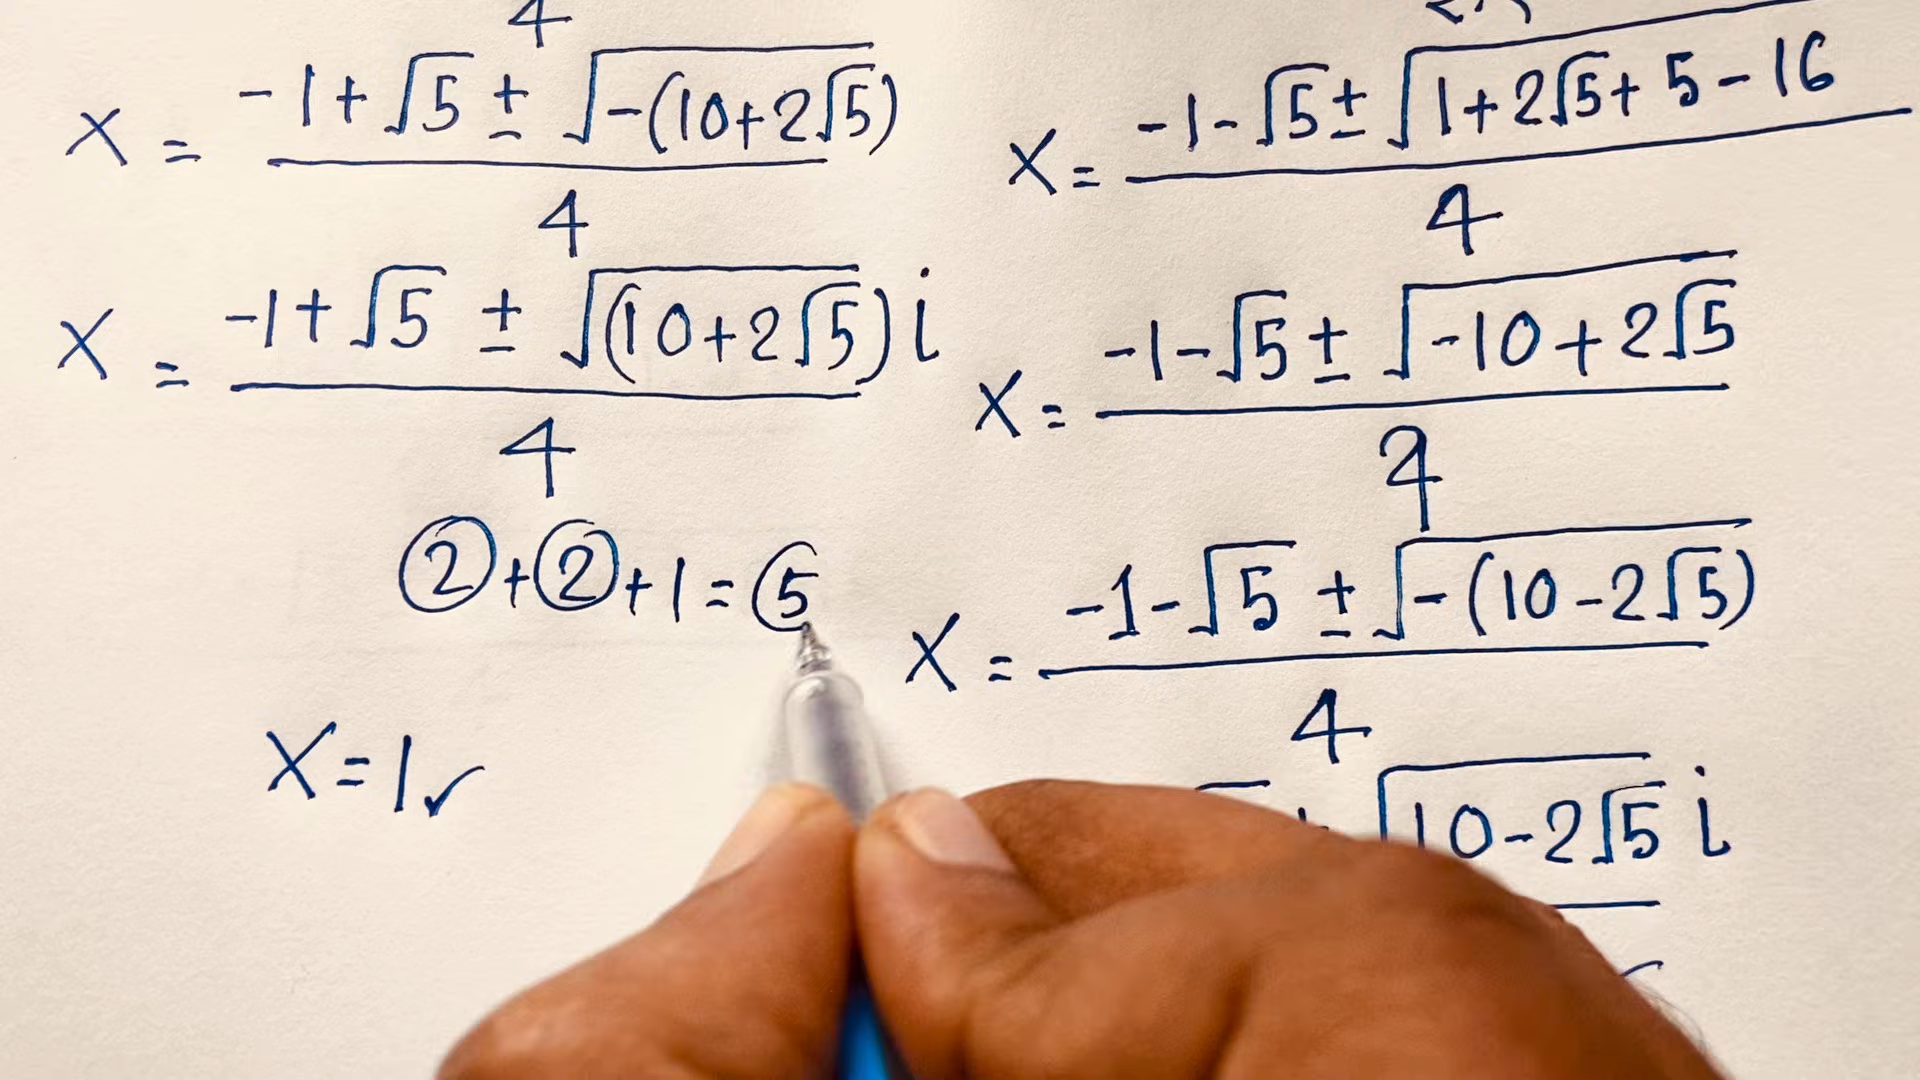 4
x = (-1+√5 ± √-(10+2√5)) / 4
x = (-1+√5 ± √(10+2√5) i) / 4
2+2+1=5
x=1✓
x = (-1-√5 ± √1+2√5+5-16) / 4
x = (-1-√5 ± √-10+2√5) / 4
x = (-1-√5 ± √-(10-2√5)) / 4
√10-2√5 i